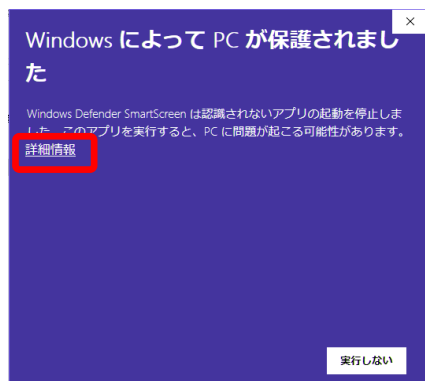 Windows によって PC が保護されまし
た
Windows Defender SmartScreen は認識されないアプリの起動を停止しま
した。このアプリを実行すると、PC に問題が起こる可能性があります。
詳細情報
実行しない